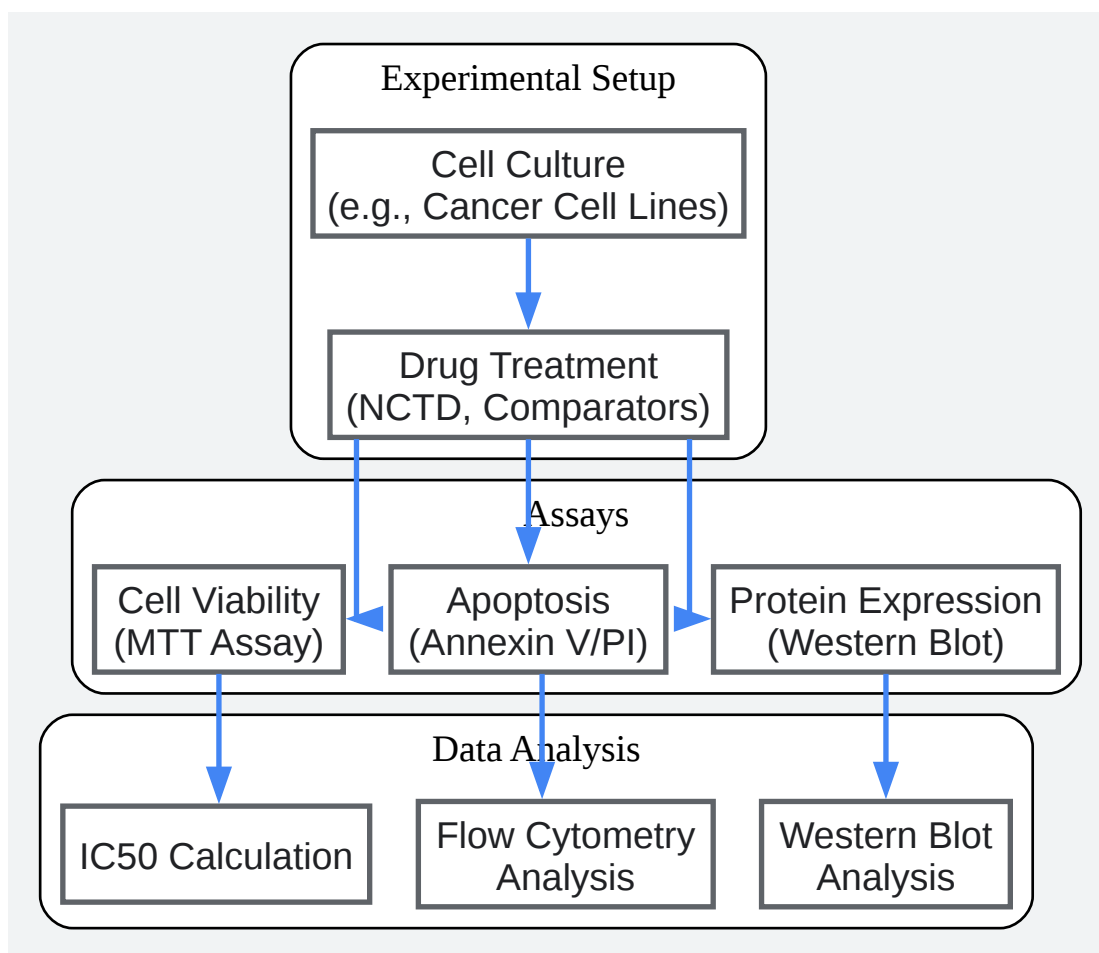 Experimental Setup
Cell Culture
(e.g., Cancer Cell Lines)
Drug Treatment
(NCTD, Comparators)
Assays
Cell Viability
(MTT Assay)
Apoptosis
(Annexin V/PI)
Protein Expression
(Western Blot)
Data Analysis
IC50 Calculation
Flow Cytometry
Analysis
Western Blot
Analysis